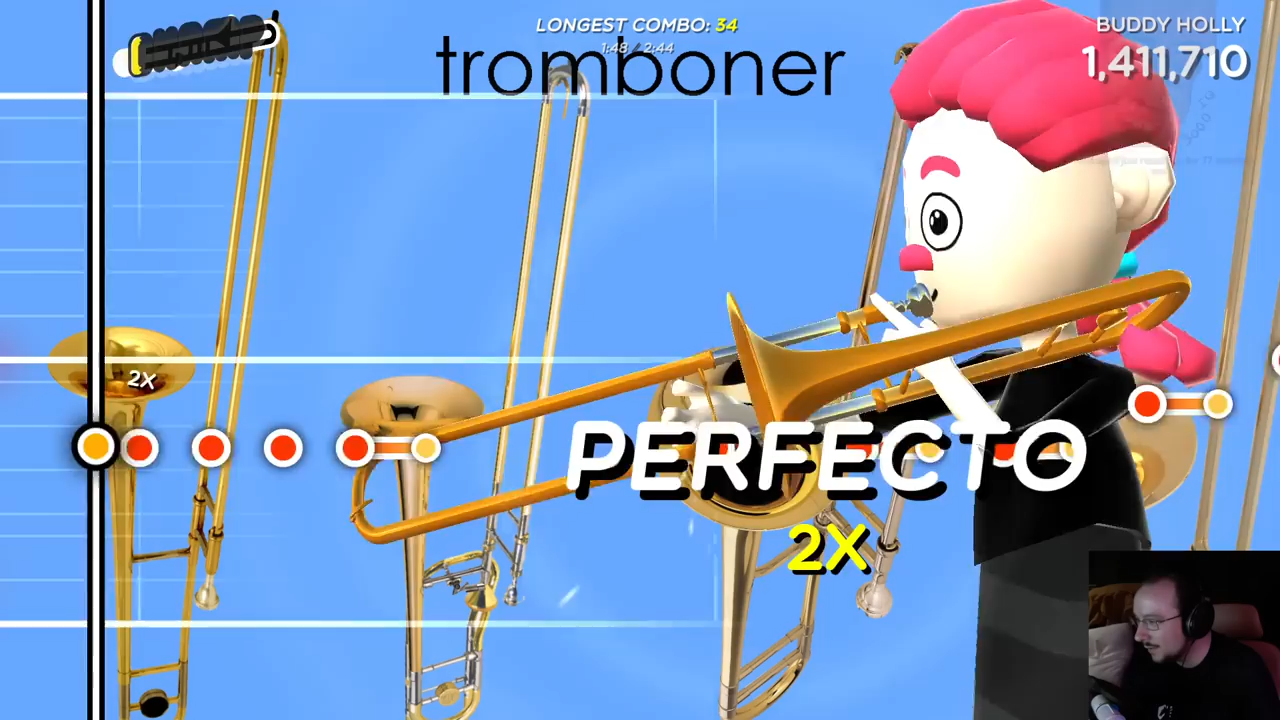 LONGEST COMBO: 34
1:48 / 2:44
tromboner
BUDDY HOLLY
1,411,710
2X
PERFECTO
2X